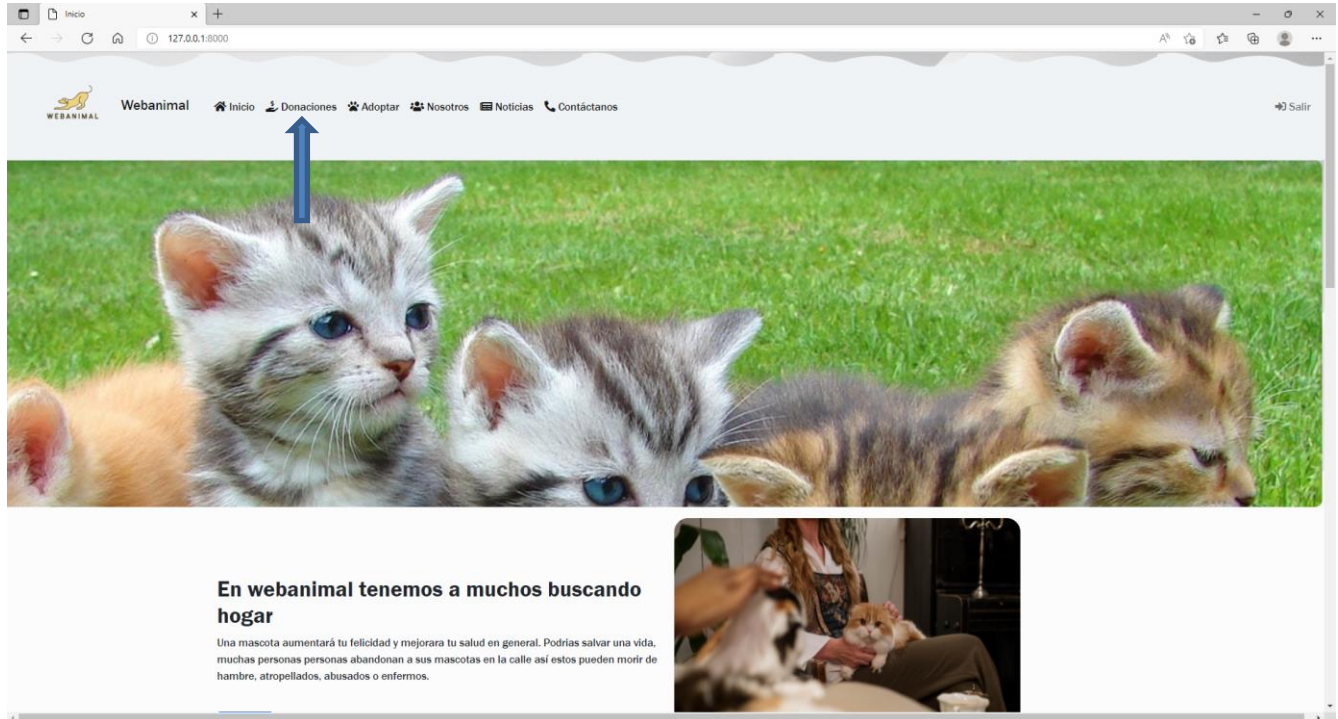 Inicio
127.0.0.1:8000
WEBANIMAL
Webanimal Inicio Donaciones Adoptar Nosotros Noticias Contáctanos Salir
En webanimal tenemos a muchos buscando
hogar
Una mascota aumentará tu felicidad y mejorara tu salud en general. Podrias salvar una vida,
muchas personas personas abandonan a sus mascotas en la calle así estos pueden morir de
hambre, atropellados, abusados o enfermos.